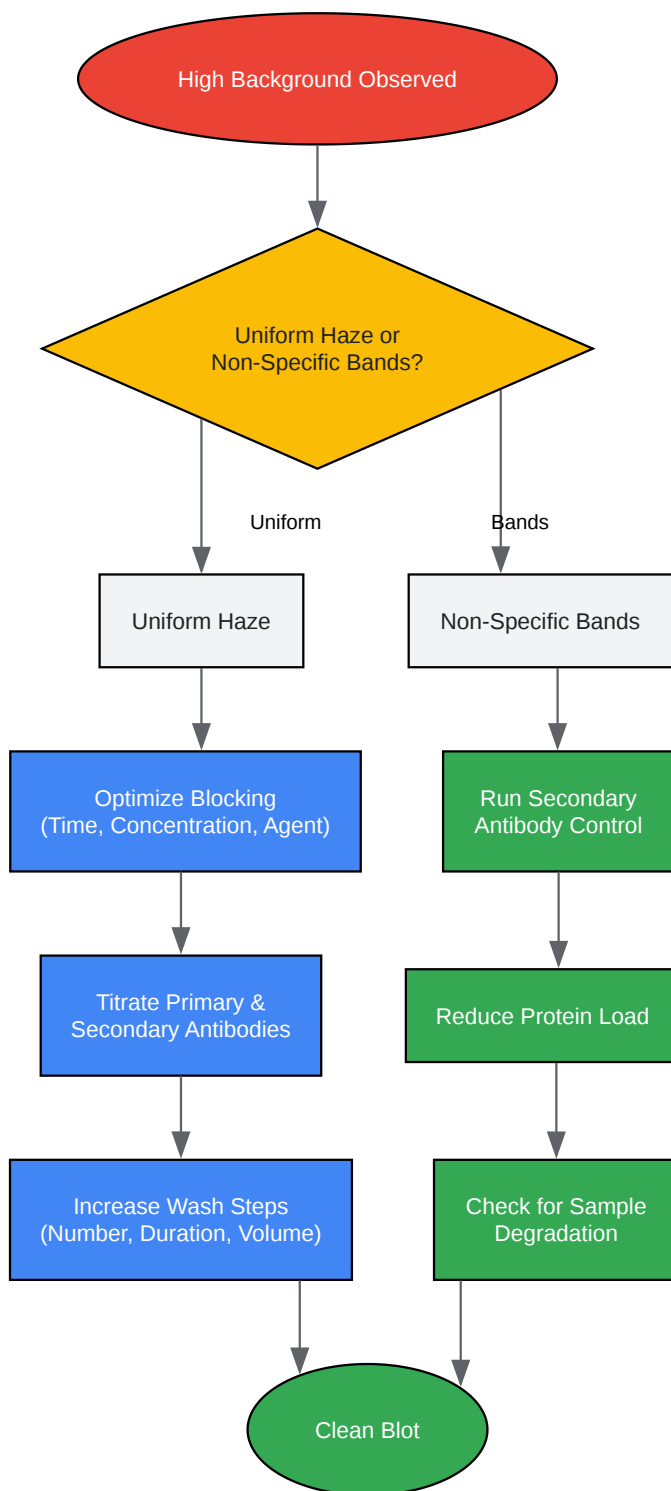 High Background Observed
Uniform Haze or
Non-Specific Bands?
Uniform
Bands
Uniform Haze
Non-Specific Bands
Optimize Blocking
(Time, Concentration, Agent)
Run Secondary
Antibody Control
Titrate Primary &
Secondary Antibodies
Reduce Protein Load
Increase Wash Steps
(Number, Duration, Volume)
Check for Sample
Degradation
Clean Blot